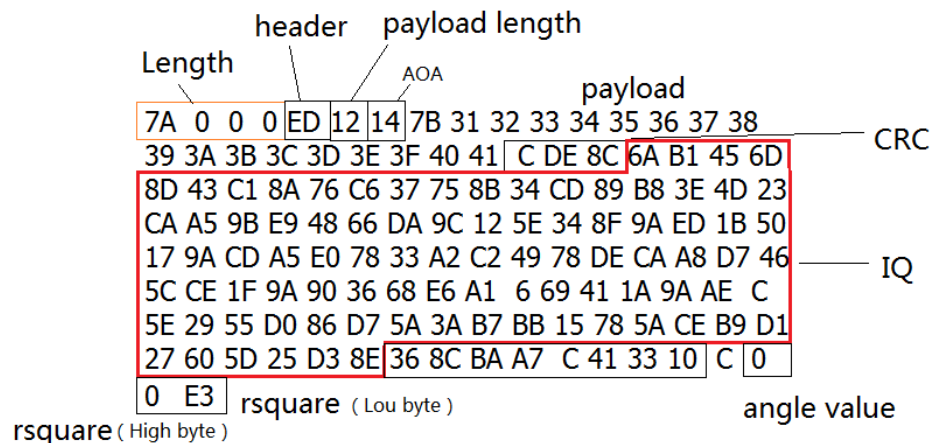 header payload length
Length AOA
payload
7A 0 0 0 ED 12 14 7B 31 32 33 34 35 36 37 38
CRC
39 3A 3B 3C 3D 3E 3F 40 41 C DE 8C 6A B1 45 6D
8D 43 C1 8A 76 C6 37 75 8B 34 CD 89 B8 3E 4D 23
CA A5 9B E9 48 66 DA 9C 12 5E 34 8F 9A ED 1B 50
17 9A CD A5 E0 78 33 A2 C2 49 78 DE CA A8 D7 46
IQ
5C CE 1F 9A 90 36 68 E6 A1 6 69 41 1A 9A AE C
5E 29 55 D0 86 D7 5A 3A B7 BB 15 78 5A CE B9 D1
27 60 5D 25 D3 8E 36 8C BA A7 C 41 33 10 C 0
0 E3 rsquare ( Lou byte ) angle value
rsquare ( High byte )